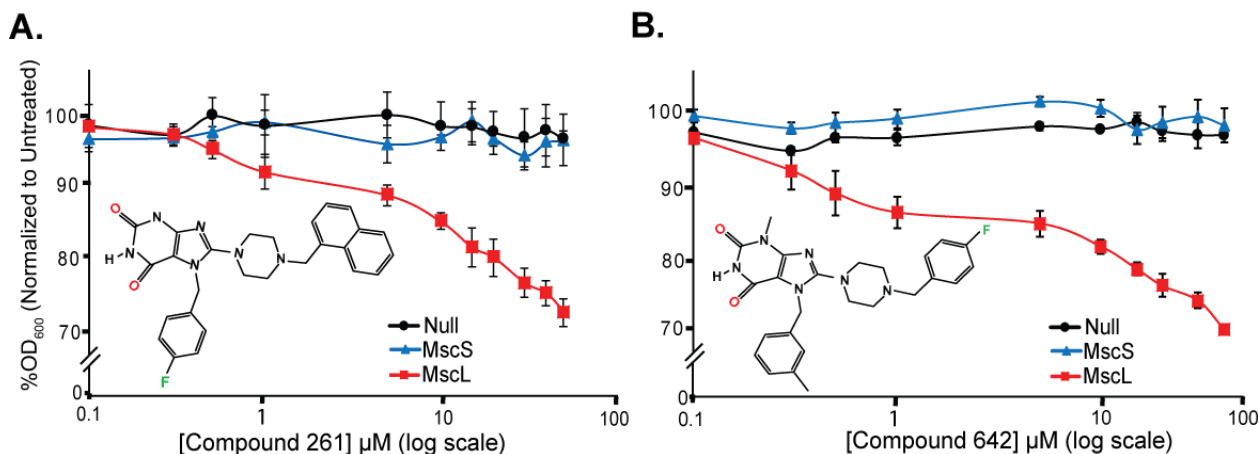 A.
%OD600 (Normalized to Untreated)
100
90
80
70
0
O
N
N
H
N
O
N
N
N
F
Null
MscS
MscL
0.1
1
10
100
[Compound 261] µM (log scale)
B.
100
90
80
70
0
O
N
N
H
N
O
N
N
N
F
Null
MscS
MscL
0.1
1
10
100
[Compound 642] µM (log scale)